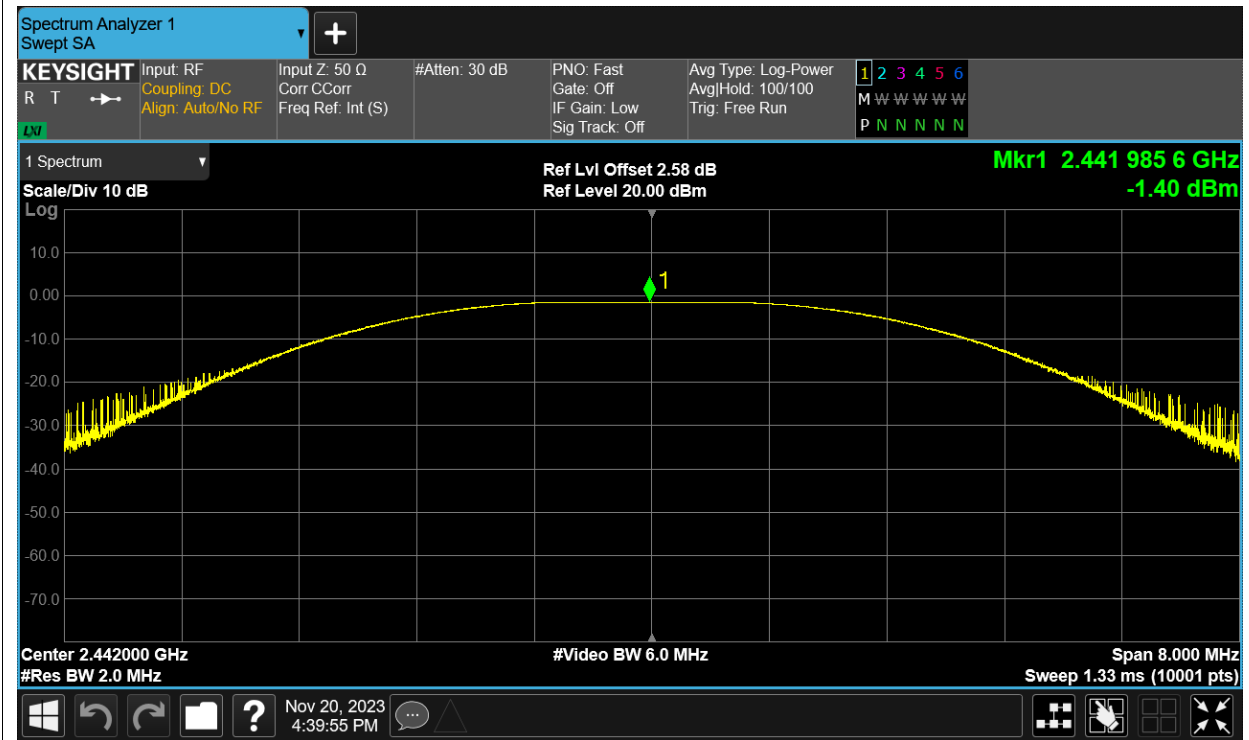 Spectrum Analyzer 1
Swept SA
+
KEYSIGHT
R T
LXI
Input: RF
Coupling: DC
Align: Auto/No RF
Input Z: 50 Ω
Corr CCorr
Freq Ref: Int (S)
#Atten: 30 dB
PNO: Fast
Gate: Off
IF Gain: Low
Sig Track: Off
Avg Type: Log-Power
Avg|Hold: 100/100
Trig: Free Run
1 2 3 4 5 6
M W W W W W
P N N N N N
1 Spectrum
Scale/Div 10 dB
Ref Lvl Offset 2.58 dB
Ref Level 20.00 dBm
Mkr1 2.441 985 6 GHz
-1.40 dBm
Log
10.0
0.00
-10.0
-20.0
-30.0
-40.0
-50.0
-60.0
-70.0
1
Center 2.442000 GHz
#Res BW 2.0 MHz
#Video BW 6.0 MHz
Span 8.000 MHz
Sweep 1.33 ms (10001 pts)
?
Nov 20, 2023
4:39:55 PM